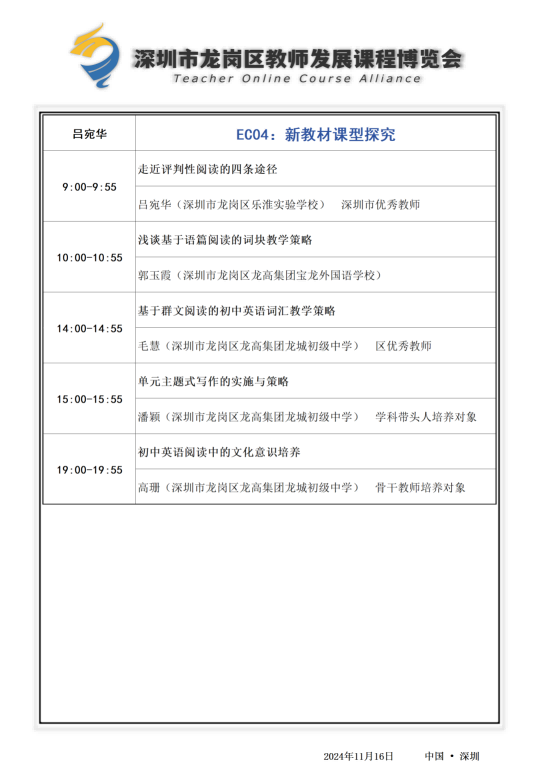 深圳市龙岗区教师发展课程博览会
Teacher Online Course Alliance
吕宛华
EC04：新教材课型探究
9:00-9:55
走近评判性阅读的四条途径
吕宛华（深圳市龙岗区乐淮实验学校） 深圳市优秀教师
10:00-10:55
浅谈基于语篇阅读的词块教学策略
郭玉霞（深圳市龙岗区龙高集团宝龙外国语学校）
14:00-14:55
基于群文阅读的初中英语词汇教学策略
毛慧（深圳市龙岗区龙高集团龙城初级中学） 区优秀教师
15:00-15:55
单元主题式写作的实施与策略
潘颖（深圳市龙岗区龙高集团龙城初级中学） 学科带头人培养对象
19:00-19:55
初中英语阅读中的文化意识培养
高珊（深圳市龙岗区龙高集团龙城初级中学） 骨干教师培养对象
2024年11月16日 中国 • 深圳